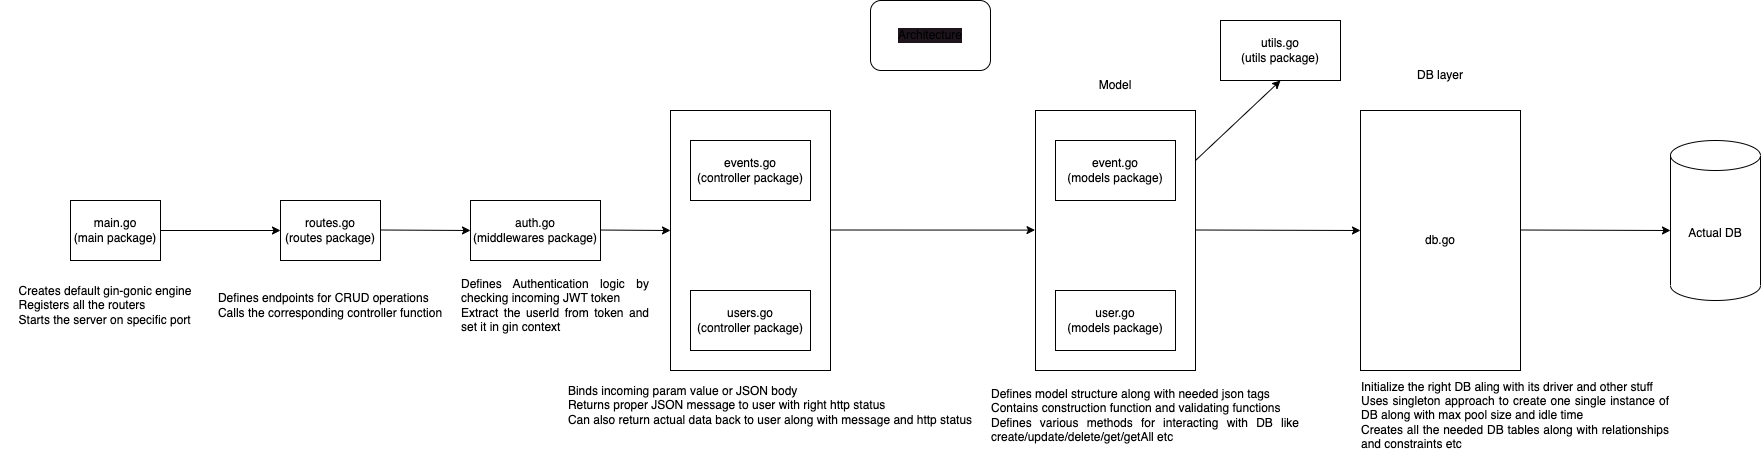 Architecture
utils.go
(utils package)
Model
DB layer
events.go
(controller package)
event.go
(models package)
main.go
(main package)
routes.go
(routes package)
auth.go
(middlewares package)
db.go
Actual DB
users.go
(controller package)
user.go
(models package)
Creates default gin-gonic engine
Registers all the routers
Starts the server on specific port
Defines endpoints for CRUD operations
Calls the corresponding controller function
Defines Authentication logic by
checking incoming JWT token
Extract the userId from token and
set it in gin context
Binds incoming param value or JSON body
Returns proper JSON message to user with right http status
Can also return actual data back to user along with message and http status
Defines model structure along with needed json tags
Contains construction function and validating functions
Defines various methods for interacting with DB like
create/update/delete/get/getAll etc
Initialize the right DB aling with its driver and other stuff
Uses singleton approach to create one single instance of
DB along with max pool size and idle time
Creates all the needed DB tables along with relationships
and constraints etc